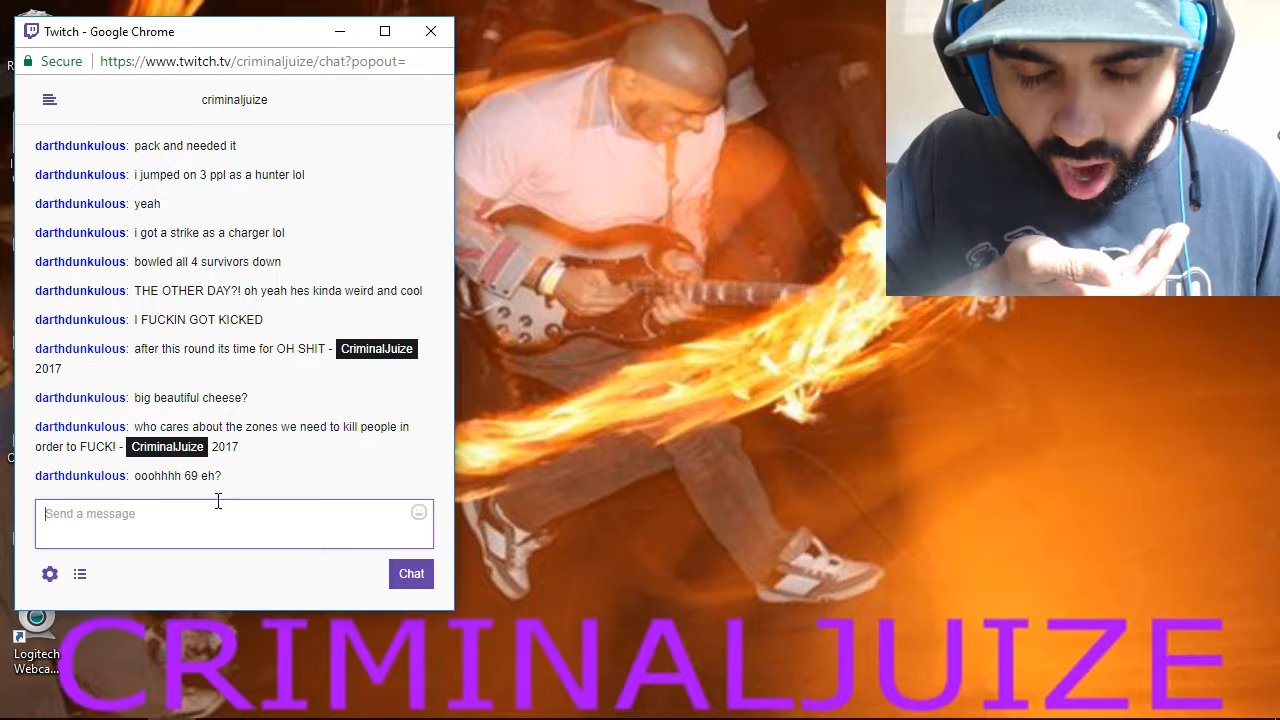 Twitch - Google Chrome
Secure
https://www.twitch.tv/criminaljuize/chat?popout=
criminaljuize
darthdunkulous: pack and needed it
darthdunkulous: i jumped on 3 ppl as a hunter lol
darthdunkulous: yeah
darthdunkulous: i got a strike as a charger lol
darthdunkulous: bowled all 4 survivors down
darthdunkulous: THE OTHER DAY?! oh yeah hes kinda weird and cool
darthdunkulous: I FUCKIN GOT KICKED
darthdunkulous: after this round its time for OH SHIT - CriminalJuize
2017
darthdunkulous: big beautiful cheese?
darthdunkulous: who cares about the zones we need to kill people in
order to FUCK! - CriminalJuize 2017
darthdunkulous: ooohhhh 69 eh?
Send a message
Chat
Logitech
Webca...
CRIMINALJUIZE